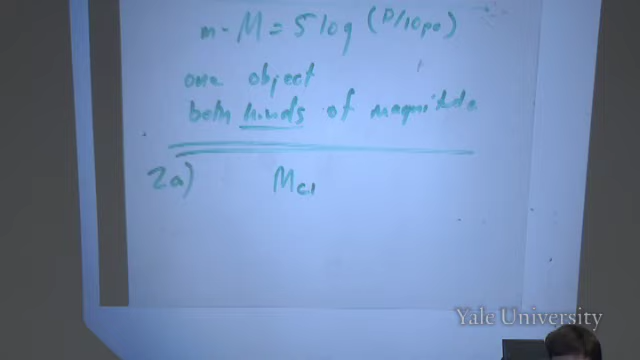 m - M = 5 log (D/10pc)
one object
both kinds of magnitude
2a) Mcl
Yale University